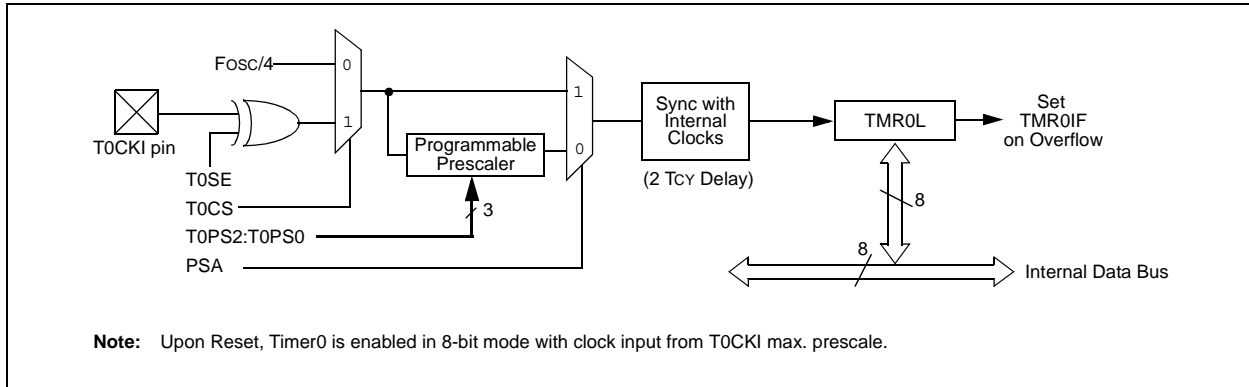 FOSC/4
0
1
T0CKI pin
T0SE
T0CS
T0PS2:T0PS0
PSA
Programmable
Prescaler
3
1
0
Sync with
Internal
Clocks
(2 TCY Delay)
TMR0L
Set
TMR0IF
on Overflow
8
8
Internal Data Bus
Note: Upon Reset, Timer0 is enabled in 8-bit mode with clock input from T0CKI max. prescale.